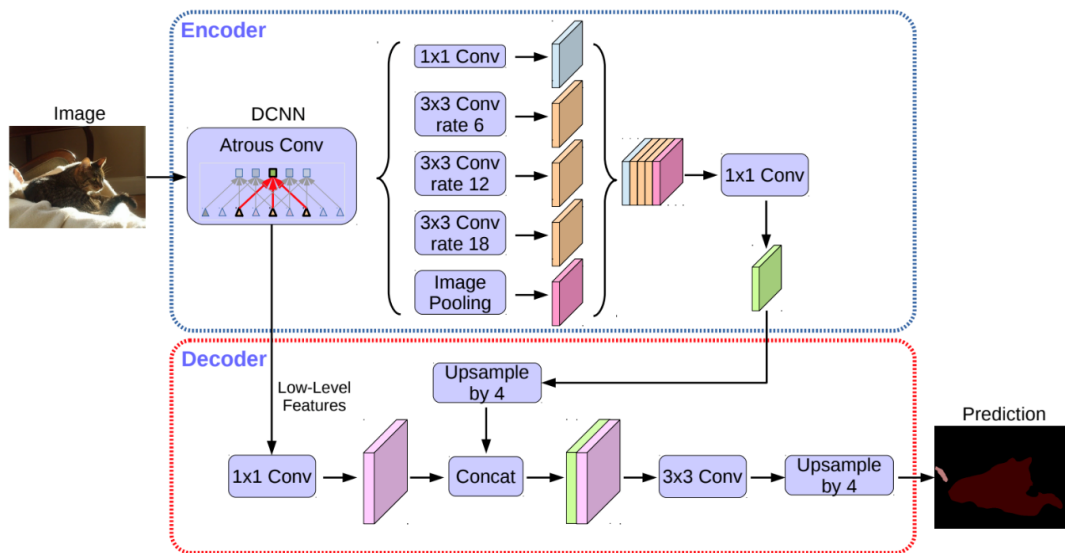 Encoder
Image
DCNN
Atrous Conv
1x1 Conv
3x3 Conv
rate 6
3x3 Conv
rate 12
3x3 Conv
rate 18
Image
Pooling
1x1 Conv
Decoder
Low-Level
Features
Upsample
by 4
1x1 Conv
Concat
3x3 Conv
Upsample
by 4
Prediction